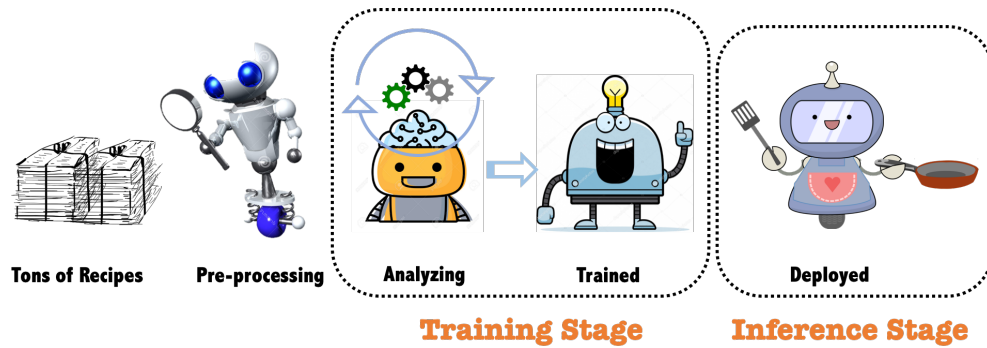 Tons of Recipes
Pre-processing
Analyzing
Trained
Deployed
Training Stage
Inference Stage